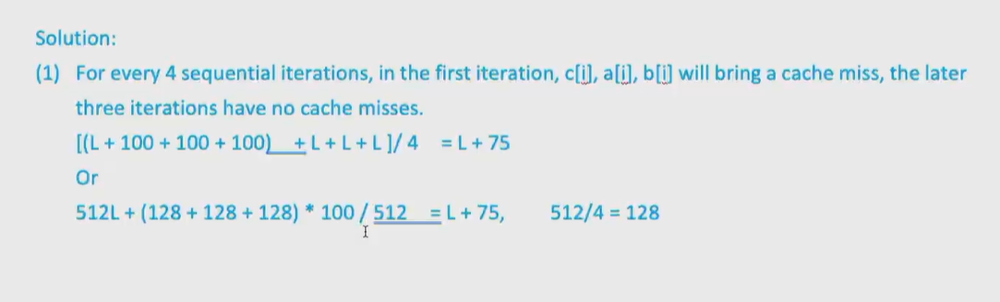 Solution:
(1) For every 4 sequential iterations, in the first iteration, c[i], a[i], b[i] will bring a cache miss, the later
three iterations have no cache misses.
[(L + 100 + 100 + 100) + L + L + L ]/ 4 = L + 75
Or
512L + (128 + 128 + 128) * 100 / 512 = L + 75, 512/4 = 128